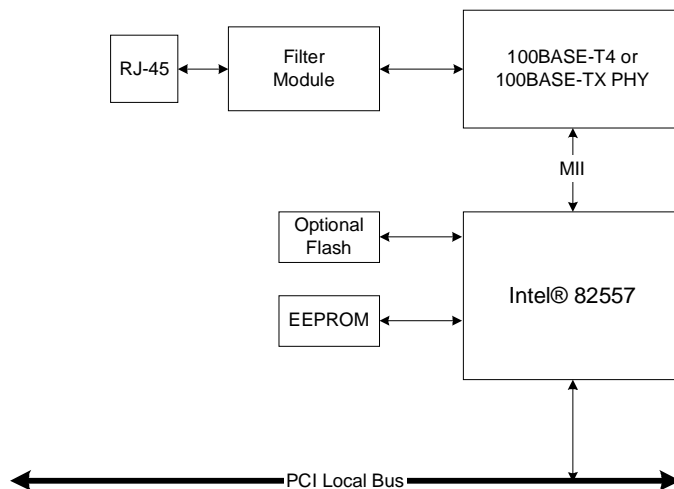 RJ-45
Filter
Module
100BASE-T4 or
100BASE-TX PHY
MII
Optional
Flash
EEPROM
Intel® 82557
PCI Local Bus